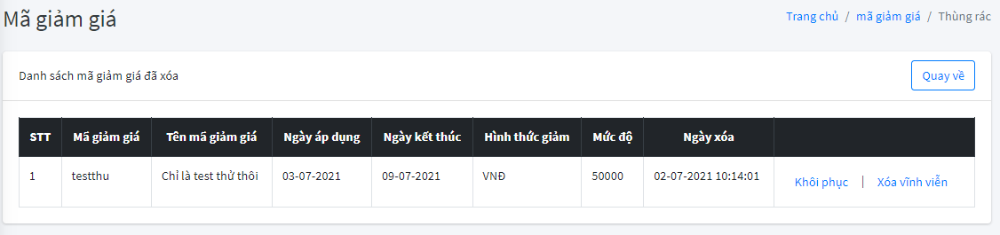 Mã giảm giá
Trang chủ / mã giảm giá / Thùng rác
Danh sách mã giảm giá đã xóa
Quay về
STT Mã giảm giá Tên mã giảm giá Ngày áp dụng Ngày kết thúc Hình thức giảm Mức độ Ngày xóa
1 testthu Chỉ là test thử thôi 03-07-2021 09-07-2021 VNĐ 50000 02-07-2021 10:14:01 Khôi phục | Xóa vĩnh viễn